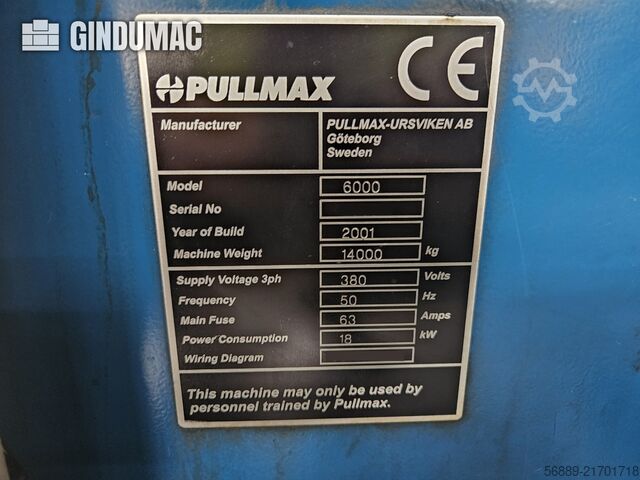 GINDUMAC
PULLMAX CE
Manufacturer PULLMAX-URSVIKEN AB
Göteborg
Sweden
Model 6000
Serial No
Year of Build 2001
Machine Weight 14000 kg
Supply Voltage 3ph 380 Volts
Frequency 50 Hz
Main Fuse 63 Amps
Power Consumption 18 kW
Wiring Diagram
This machine may only be used by
personnel trained by Pullmax.
56889-21701718